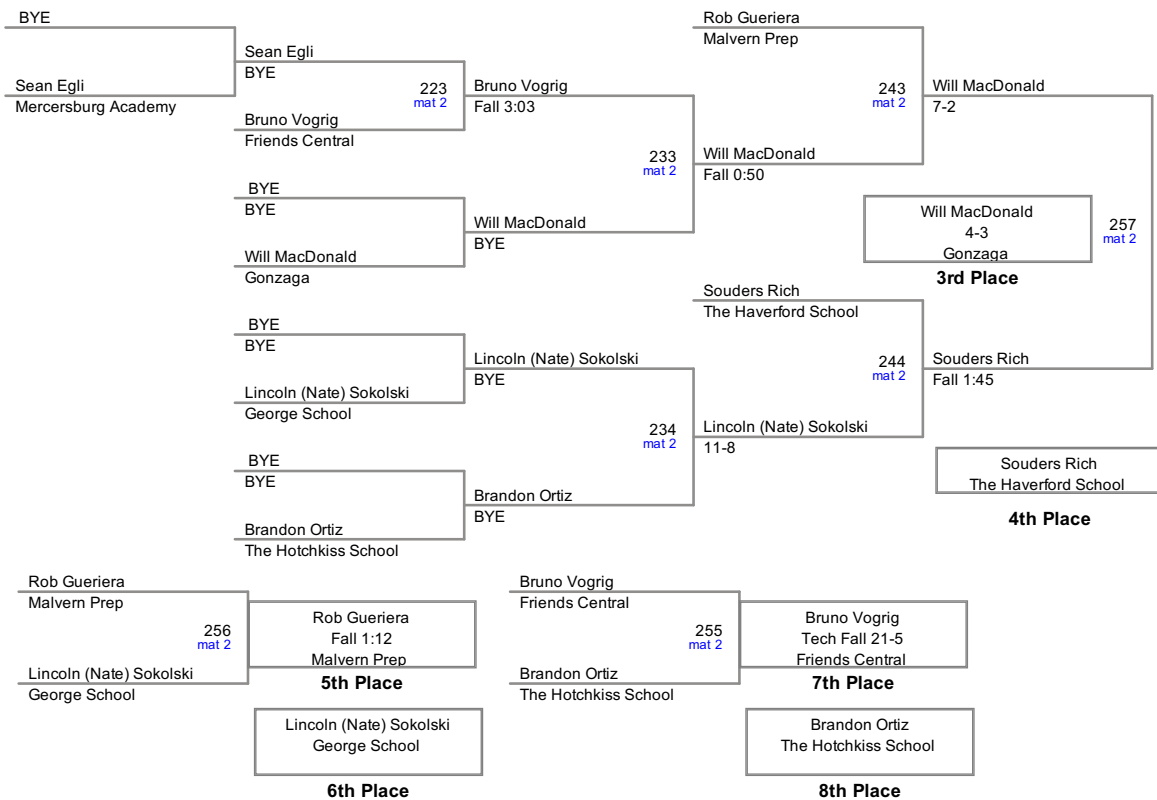 BYE
Sean Egli
Mercersburg Academy
Sean Egli
BYE
223
mat 2
Bruno Vogrig
Friends Central
Bruno Vogrig
Fall 3:03
BYE
BYE
Will MacDonald
Gonzaga
Will MacDonald
BYE
233
mat 2
Will MacDonald
Fall 0:50
Rob Gueriera
Malvern Prep
243
mat 2
Will MacDonald
7-2
Will MacDonald
4-3
Gonzaga
3rd Place
257
mat 2
BYE
BYE
Lincoln (Nate) Sokolski
George School
Lincoln (Nate) Sokolski
BYE
BYE
BYE
Brandon Ortiz
The Hotchkiss School
Brandon Ortiz
BYE
234
mat 2
Lincoln (Nate) Sokolski
11-8
Souders Rich
The Haverford School
244
mat 2
Souders Rich
Fall 1:45
Souders Rich
The Haverford School
4th Place
Rob Gueriera
Malvern Prep
256
mat 2
Lincoln (Nate) Sokolski
George School
Rob Gueriera
Fall 1:12
Malvern Prep
5th Place
Lincoln (Nate) Sokolski
George School
6th Place
Bruno Vogrig
Friends Central
255
mat 2
Brandon Ortiz
The Hotchkiss School
Bruno Vogrig
Tech Fall 21-5
Friends Central
7th Place
Brandon Ortiz
The Hotchkiss School
8th Place